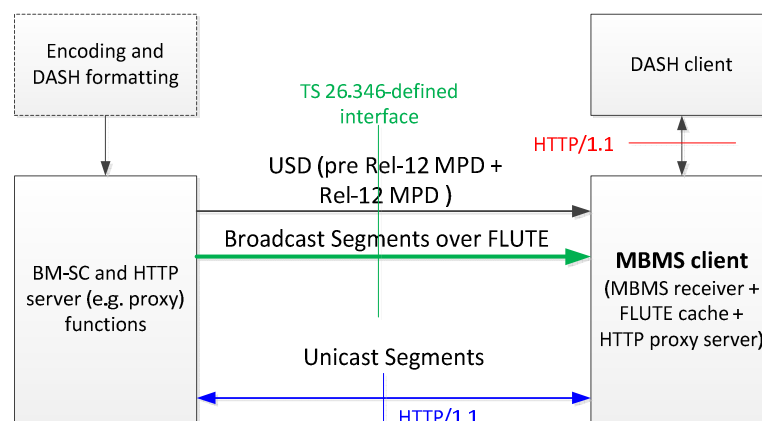 Encoding and
DASH formatting
DASH client
TS 26.346-defined
interface
HTTP/1.1
USD (pre Rel-12 MPD +
Rel-12 MPD )
Broadcast Segments over FLUTE
BM-SC and HTTP
server (e.g. proxy)
functions
MBMS client
(MBMS receiver +
FLUTE cache +
HTTP proxy server)
Unicast Segments
HTTP/1.1